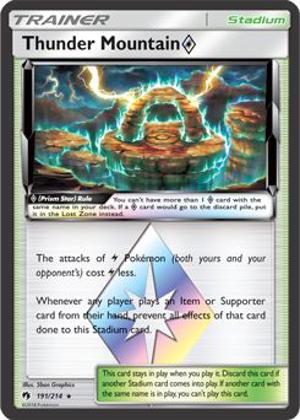 TRAINER
Stadium
Thunder Mountain ◇
◇ (Prism Star) Rule You can't have more than 1 ◇ card with the
same name in your deck. If a ◇ card would go to the discard pile, put
it in the Lost Zone instead.
The attacks of Pokémon (both yours and your
opponent's) cost less.
Whenever any player plays an Item or Supporter
card from their hand, prevent all effects of that
card done to this Stadium card.
This card stays in play when you play it. Discard this card if
another Stadium card comes into play. If another card with the
same name is in play, you can't play this card.
Illus. 5ban Graphics
191/214 ★
©2018 Pokémon